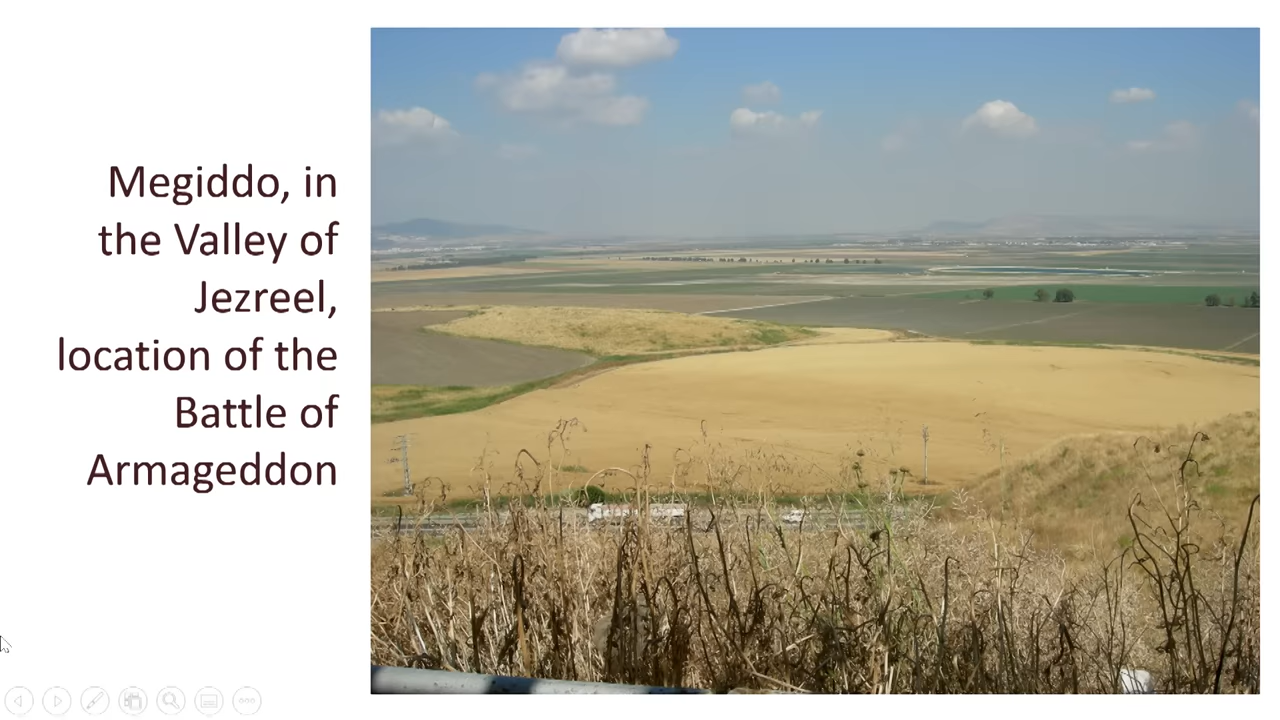 Megiddo, in
the Valley of
Jezreel,
location of the
Battle of
Armageddon